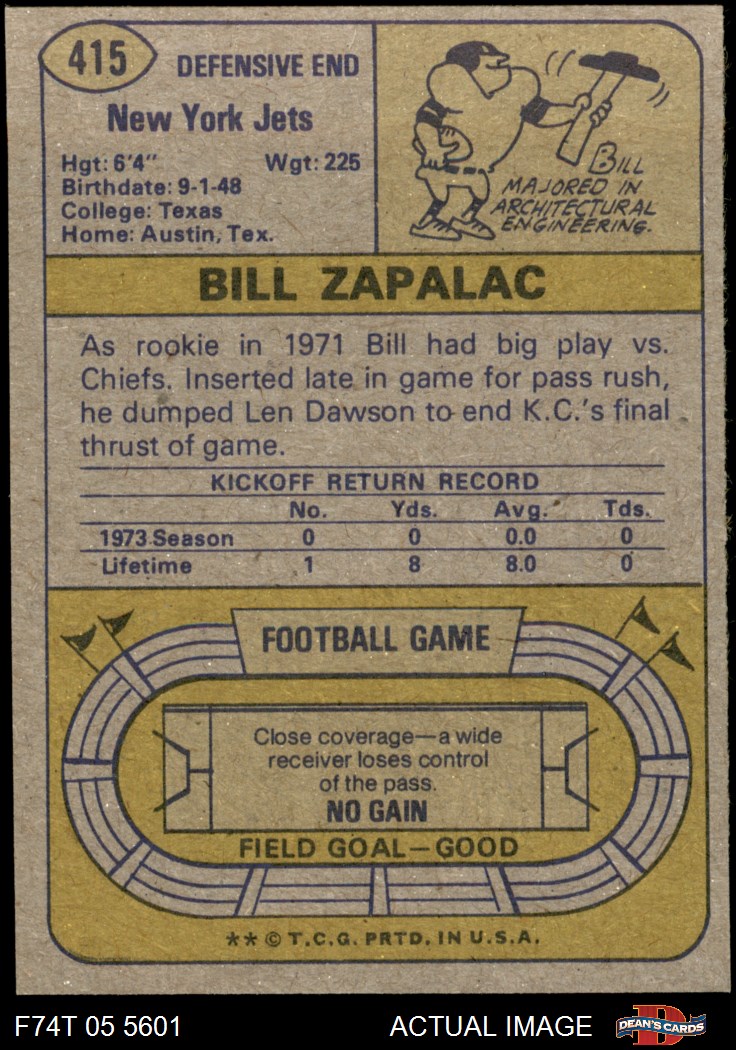 415
DEFENSIVE END
New York Jets
Hgt: 6'4" Wgt: 225
Birthdate: 9-1-48
College: Texas
Home: Austin, Tex.
BILL
MAJORED IN
ARCHITECTURAL
ENGINEERING.
BILL ZAPALAC
As rookie in 1971 Bill had big play vs.
Chiefs. Inserted late in game for pass rush,
he dumped Len Dawson to end K.C.'s final
thrust of game.
KICKOFF RETURN RECORD
No. Yds. Avg. Tds.
1973 Season 0 0 0.0 0
Lifetime 1 8 8.0 0
FOOTBALL GAME
Close coverage—a wide
receiver loses control
of the pass.
NO GAIN
FIELD GOAL—GOOD
** © T.C.G. PRTD. IN U.S.A.
F74T 05 5601 ACTUAL IMAGE D DEAN'S CARDS